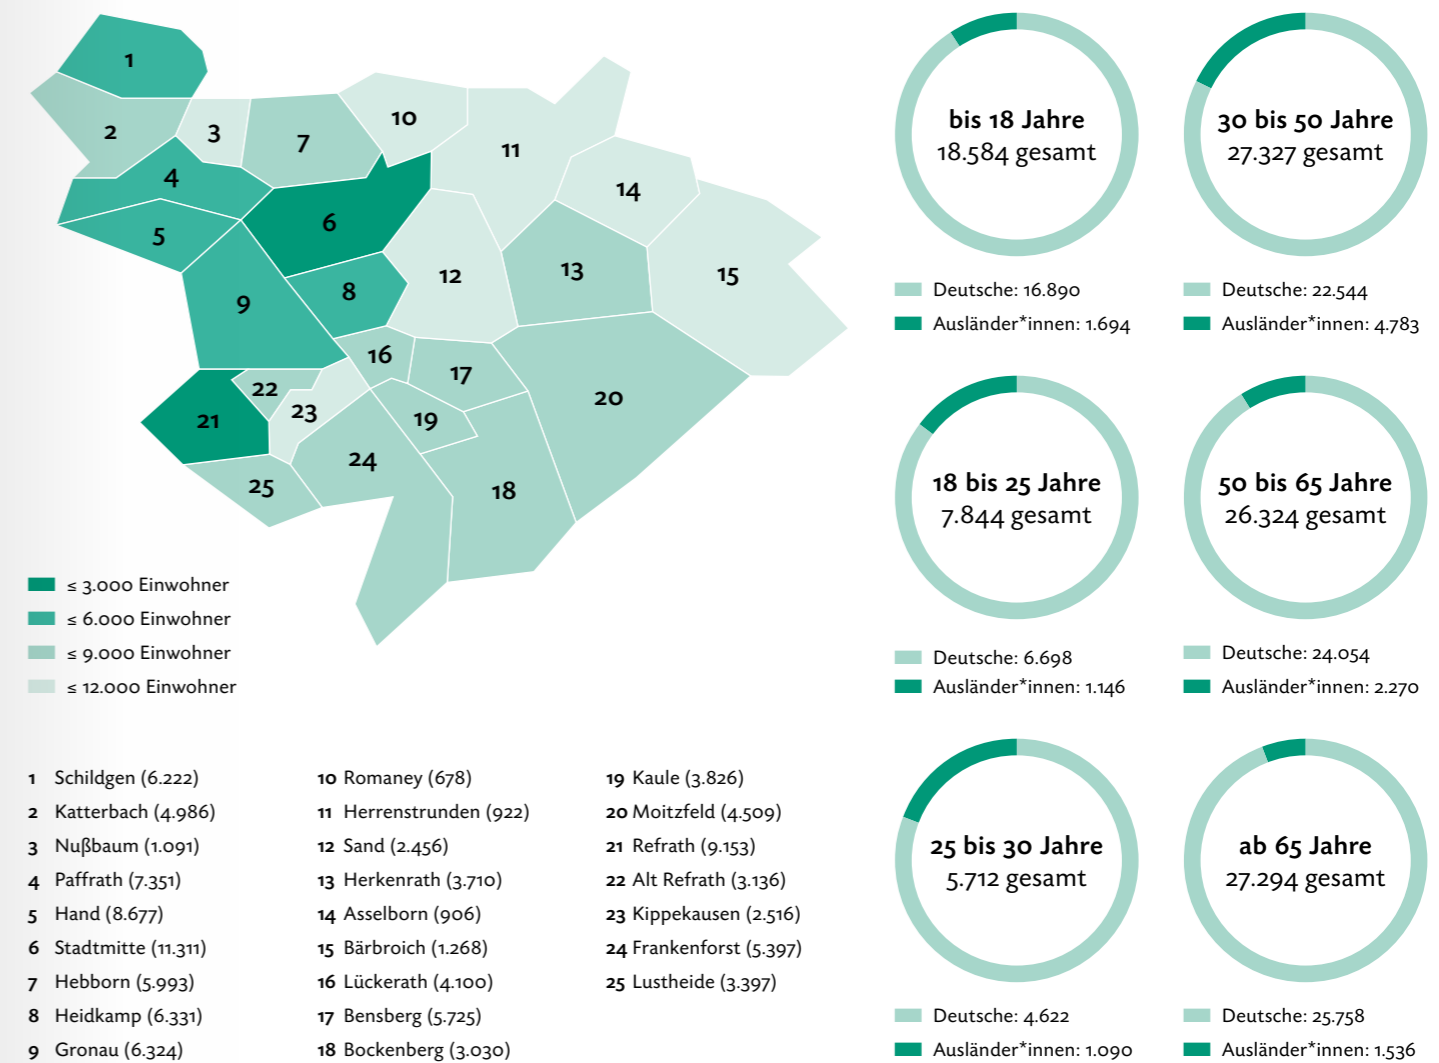 1
2
3
4
5
6
7
8
9
10
11
12
13
14
15
16
17
18
19
20
21
22
23
24
25
≤ 3.000 Einwohner
≤ 6.000 Einwohner
≤ 9.000 Einwohner
≤ 12.000 Einwohner
1 Schildgen (6.222)
2 Katterbach (4.986)
3 Nußbaum (1.091)
4 Paffrath (7.351)
5 Hand (8.677)
6 Stadtmitte (11.311)
7 Hebborn (5.993)
8 Heidkamp (6.331)
9 Gronau (6.324)
10 Romaney (678)
11 Herrenstrunden (922)
12 Sand (2.456)
13 Herkenrath (3.710)
14 Asselborn (906)
15 Bärbroich (1.268)
16 Lückerath (4.100)
17 Bensberg (5.725)
18 Bockenberg (3.030)
19 Kaule (3.826)
20 Moitzfeld (4.509)
21 Refrath (9.153)
22 Alt Refrath (3.136)
23 Kippekausen (2.516)
24 Frankenforst (5.397)
25 Lustheide (3.397)
bis 18 Jahre
18.584 gesamt
Deutsche: 16.890
Ausländer*innen: 1.694
30 bis 50 Jahre
27.327 gesamt
Deutsche: 22.544
Ausländer*innen: 4.783
18 bis 25 Jahre
7.844 gesamt
Deutsche: 6.698
Ausländer*innen: 1.146
50 bis 65 Jahre
26.324 gesamt
Deutsche: 24.054
Ausländer*innen: 2.270
25 bis 30 Jahre
5.712 gesamt
Deutsche: 4.622
Ausländer*innen: 1.090
ab 65 Jahre
27.294 gesamt
Deutsche: 25.758
Ausländer*innen: 1.536